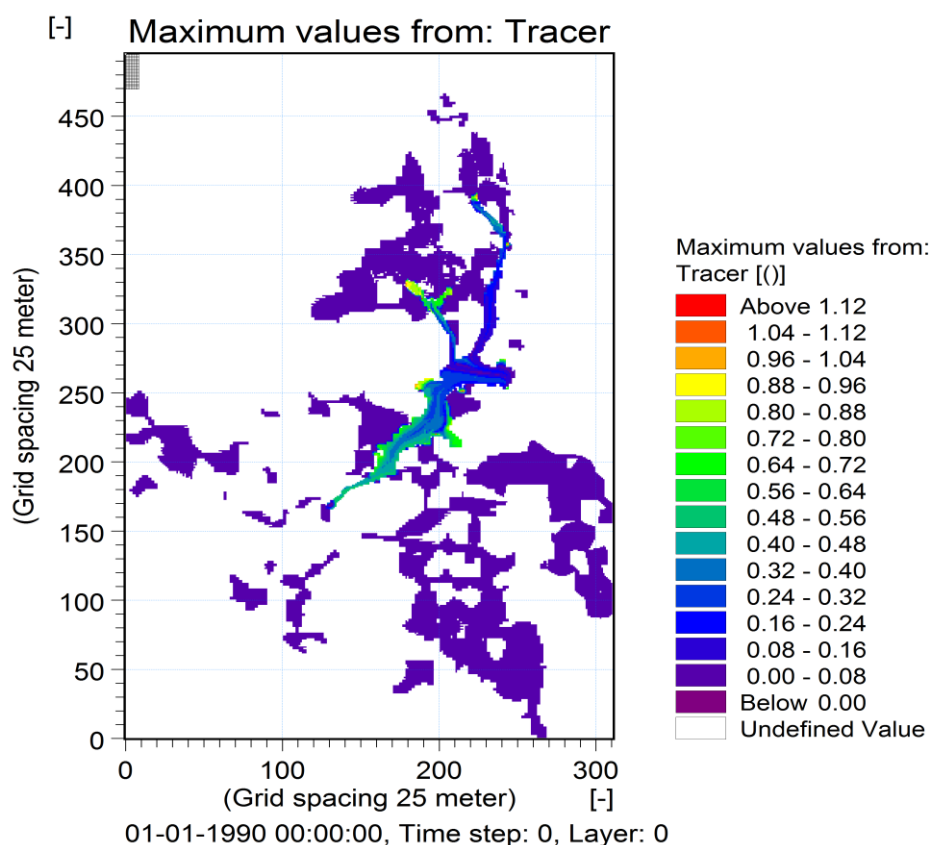 [-]
Maximum values from: Tracer
450
400
350
300
250
200
150
100
50
0
(Grid spacing 25 meter)
0
100
200
300
(Grid spacing 25 meter)
[-]
01-01-1990 00:00:00, Time step: 0, Layer: 0
Maximum values from:
Tracer [()]
Above 1.12
1.04 - 1.12
0.96 - 1.04
0.88 - 0.96
0.80 - 0.88
0.72 - 0.80
0.64 - 0.72
0.56 - 0.64
0.48 - 0.56
0.40 - 0.48
0.32 - 0.40
0.24 - 0.32
0.16 - 0.24
0.08 - 0.16
0.00 - 0.08
Below 0.00
Undefined Value